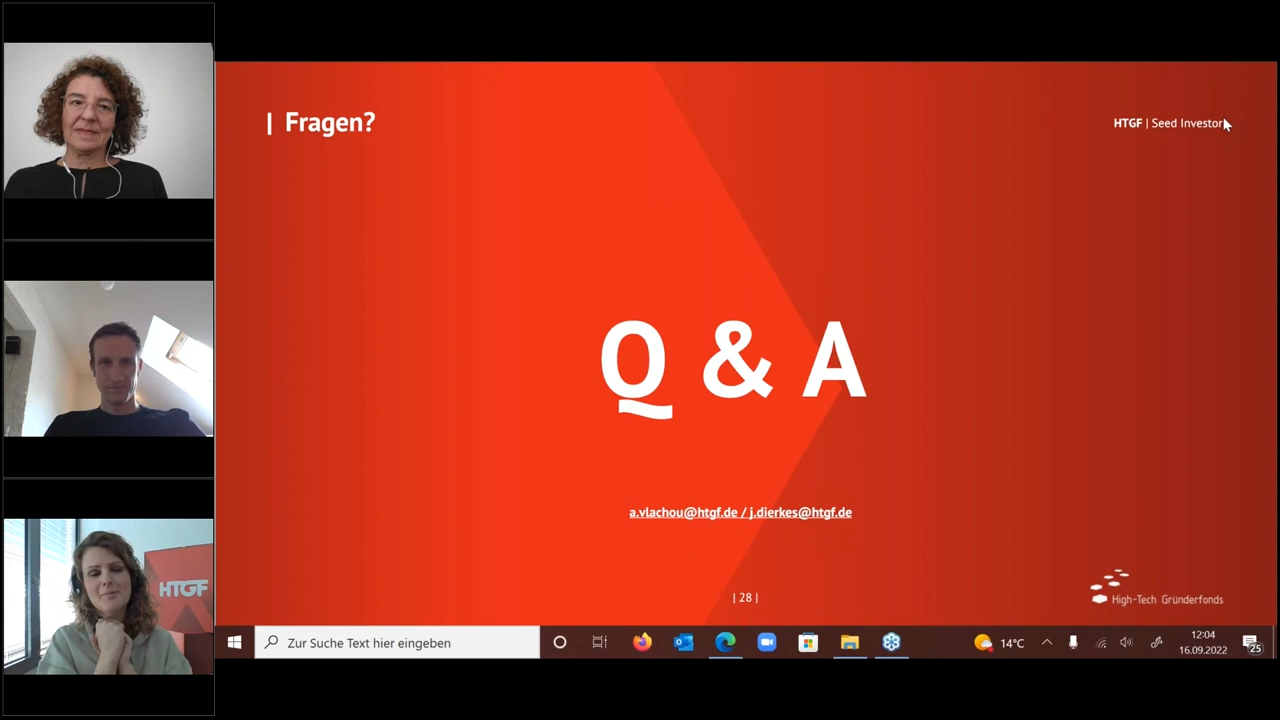 | Fragen?
HTGF | Seed Investor
Q & A
a.vlachou@htgf.de / j.dierkes@htgf.de
| 28 |
High-Tech Gründerfonds
HTGF
Zur Suche Text hier eingeben
14°C
12:04
16.09.2022
25